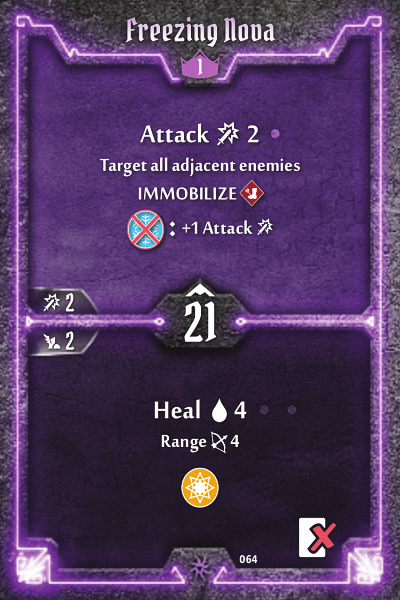 Freezing Nova
1
Attack 2
Target all adjacent enemies
IMMOBILIZE
: +1 Attack
2
21
2
Heal 4
Range 4
064